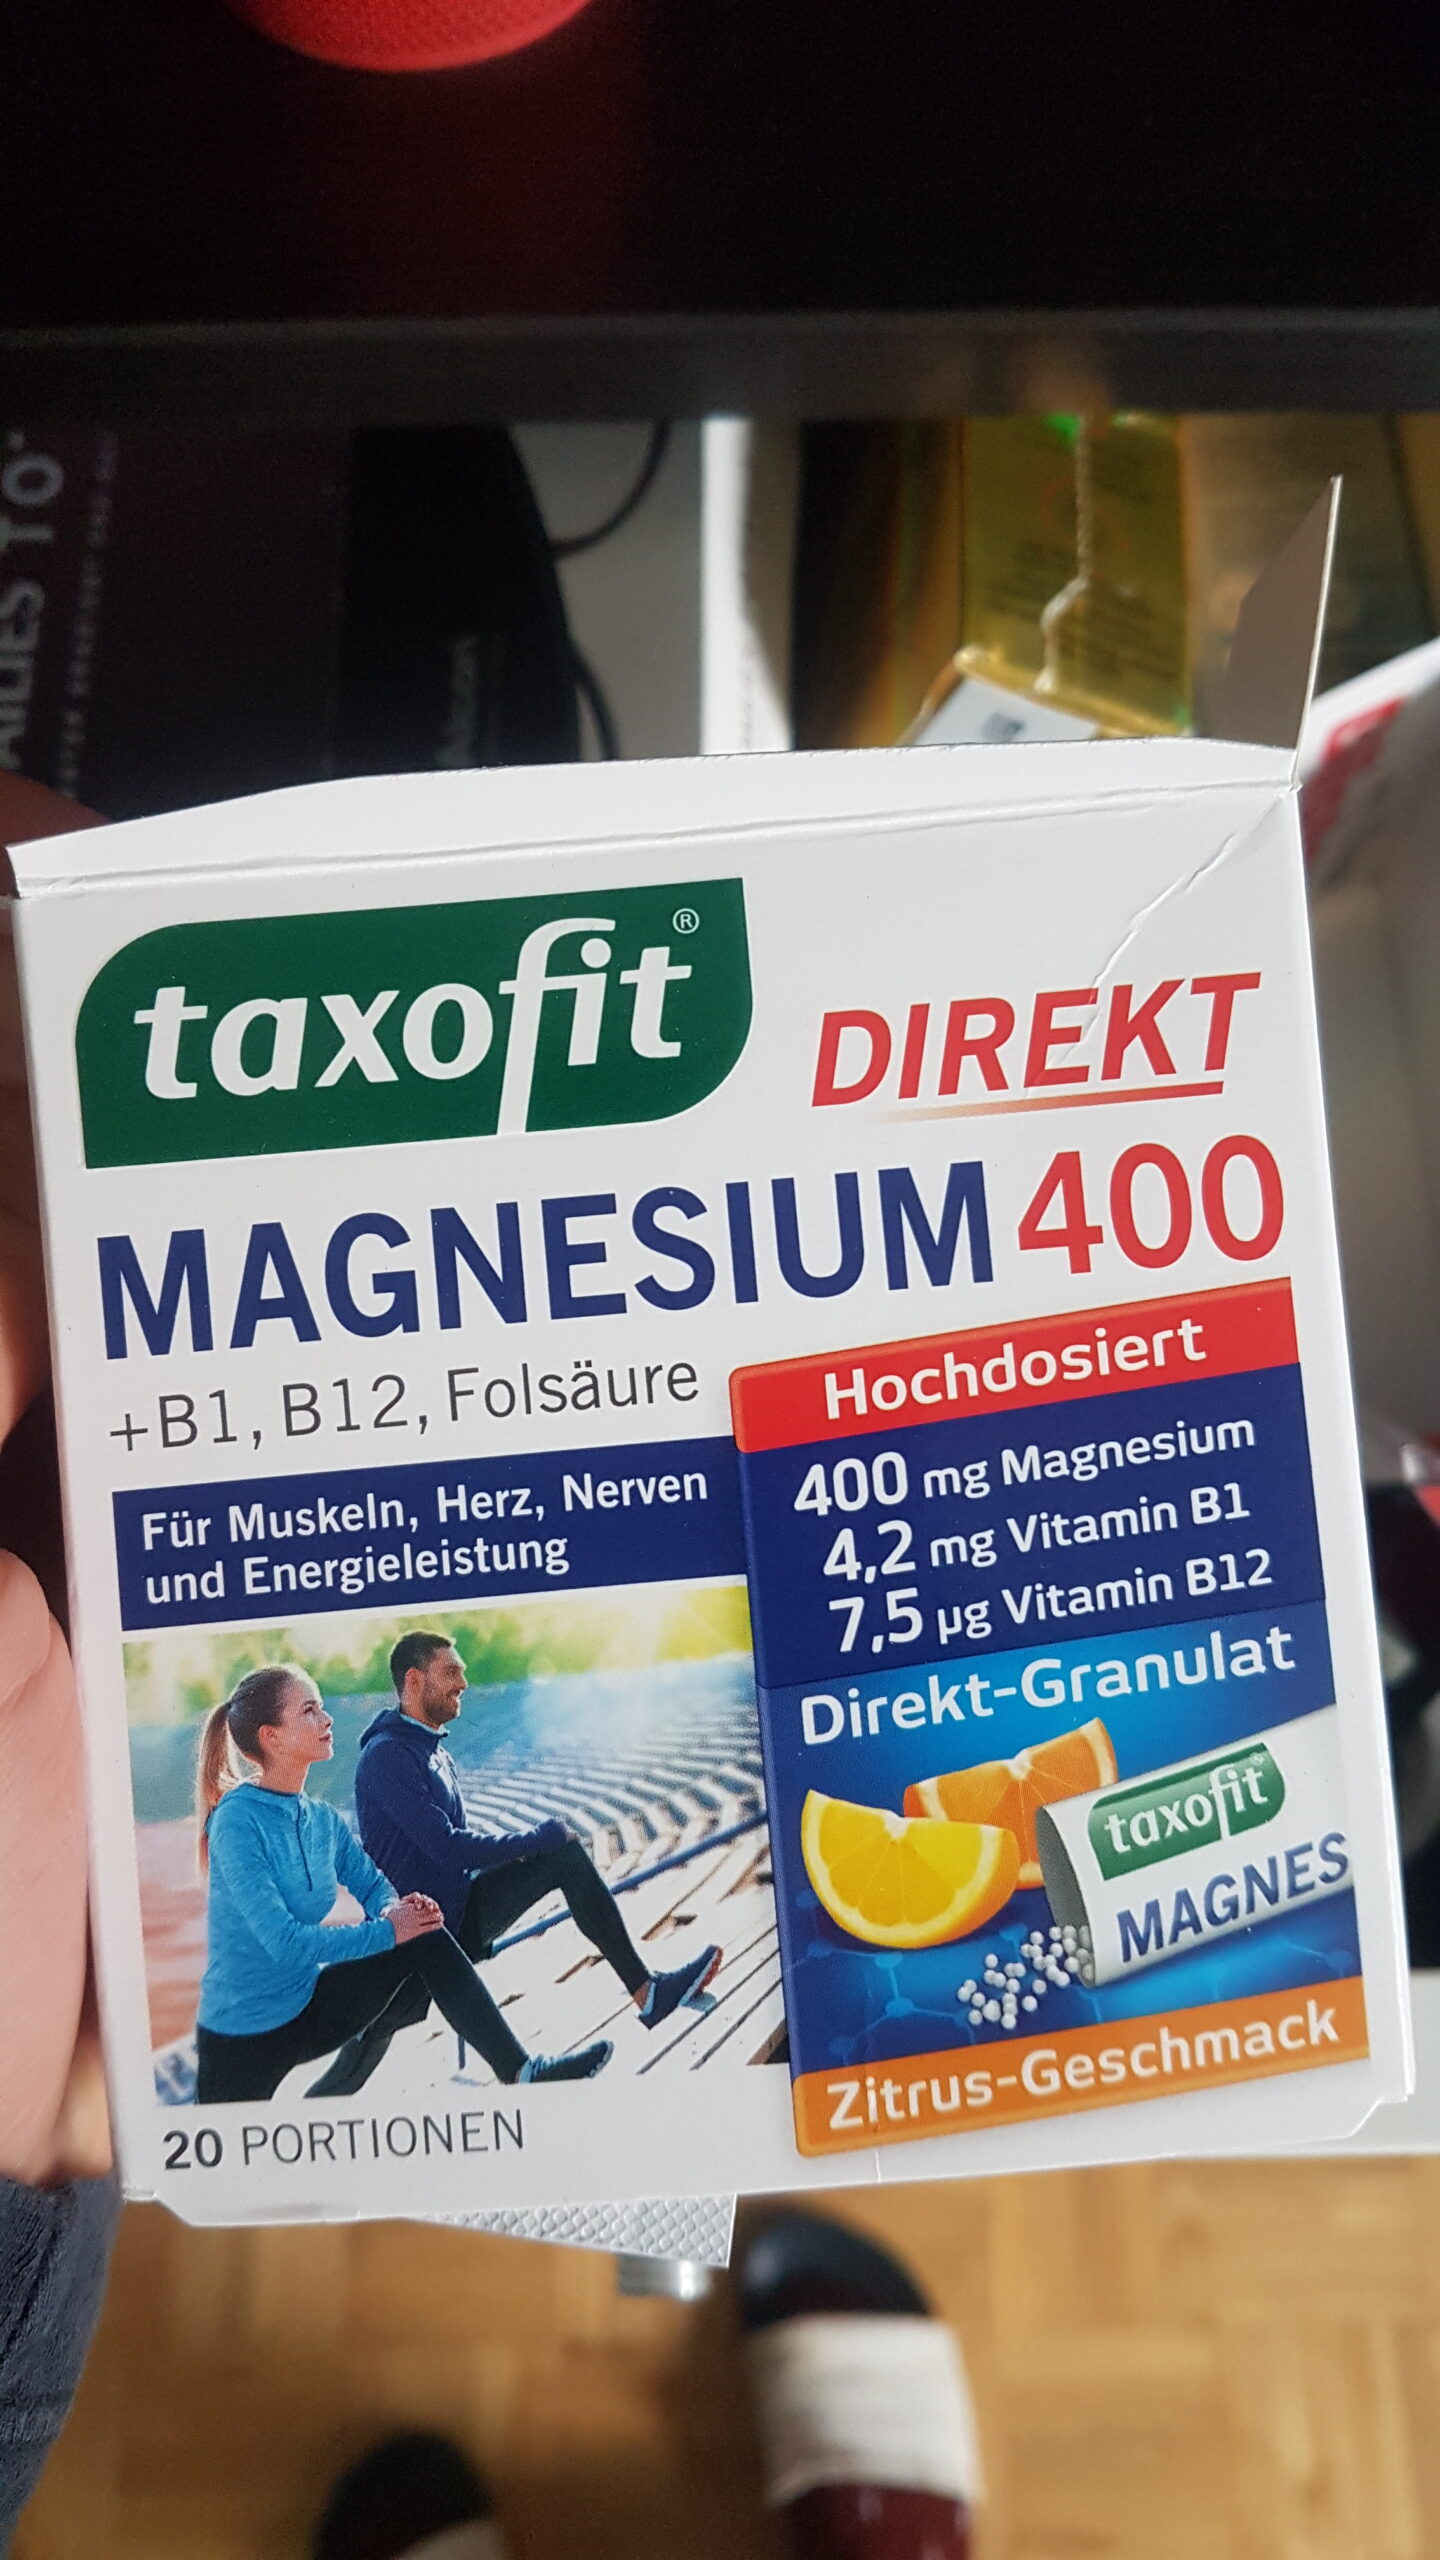 taxofit®
DIREKT
MAGNESIUM 400
+B1, B12, Folsäure
Für Muskeln, Herz, Nerven
und Energieleistung
Hochdosiert
400 mg Magnesium
4,2 mg Vitamin B1
7,5 µg Vitamin B12
Direkt-Granulat
taxofit
MAGNES
Zitrus-Geschmack
20 PORTIONEN